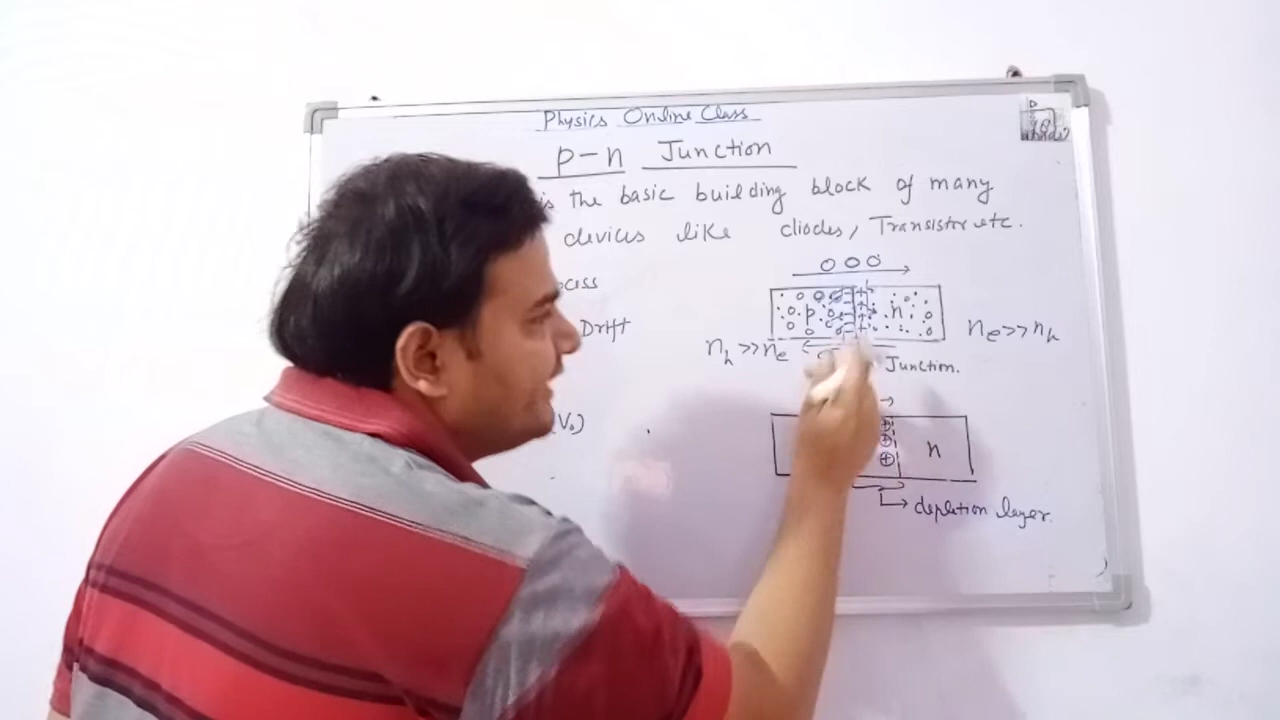 Physics Online Class
p-n Junction
is the basic building block of many
devices like diodes, Transistor etc.
ocess
Drift
p n
n_h >> n_e
n_e >> n_h
Junction.
(V₀)
n
depletion layer.